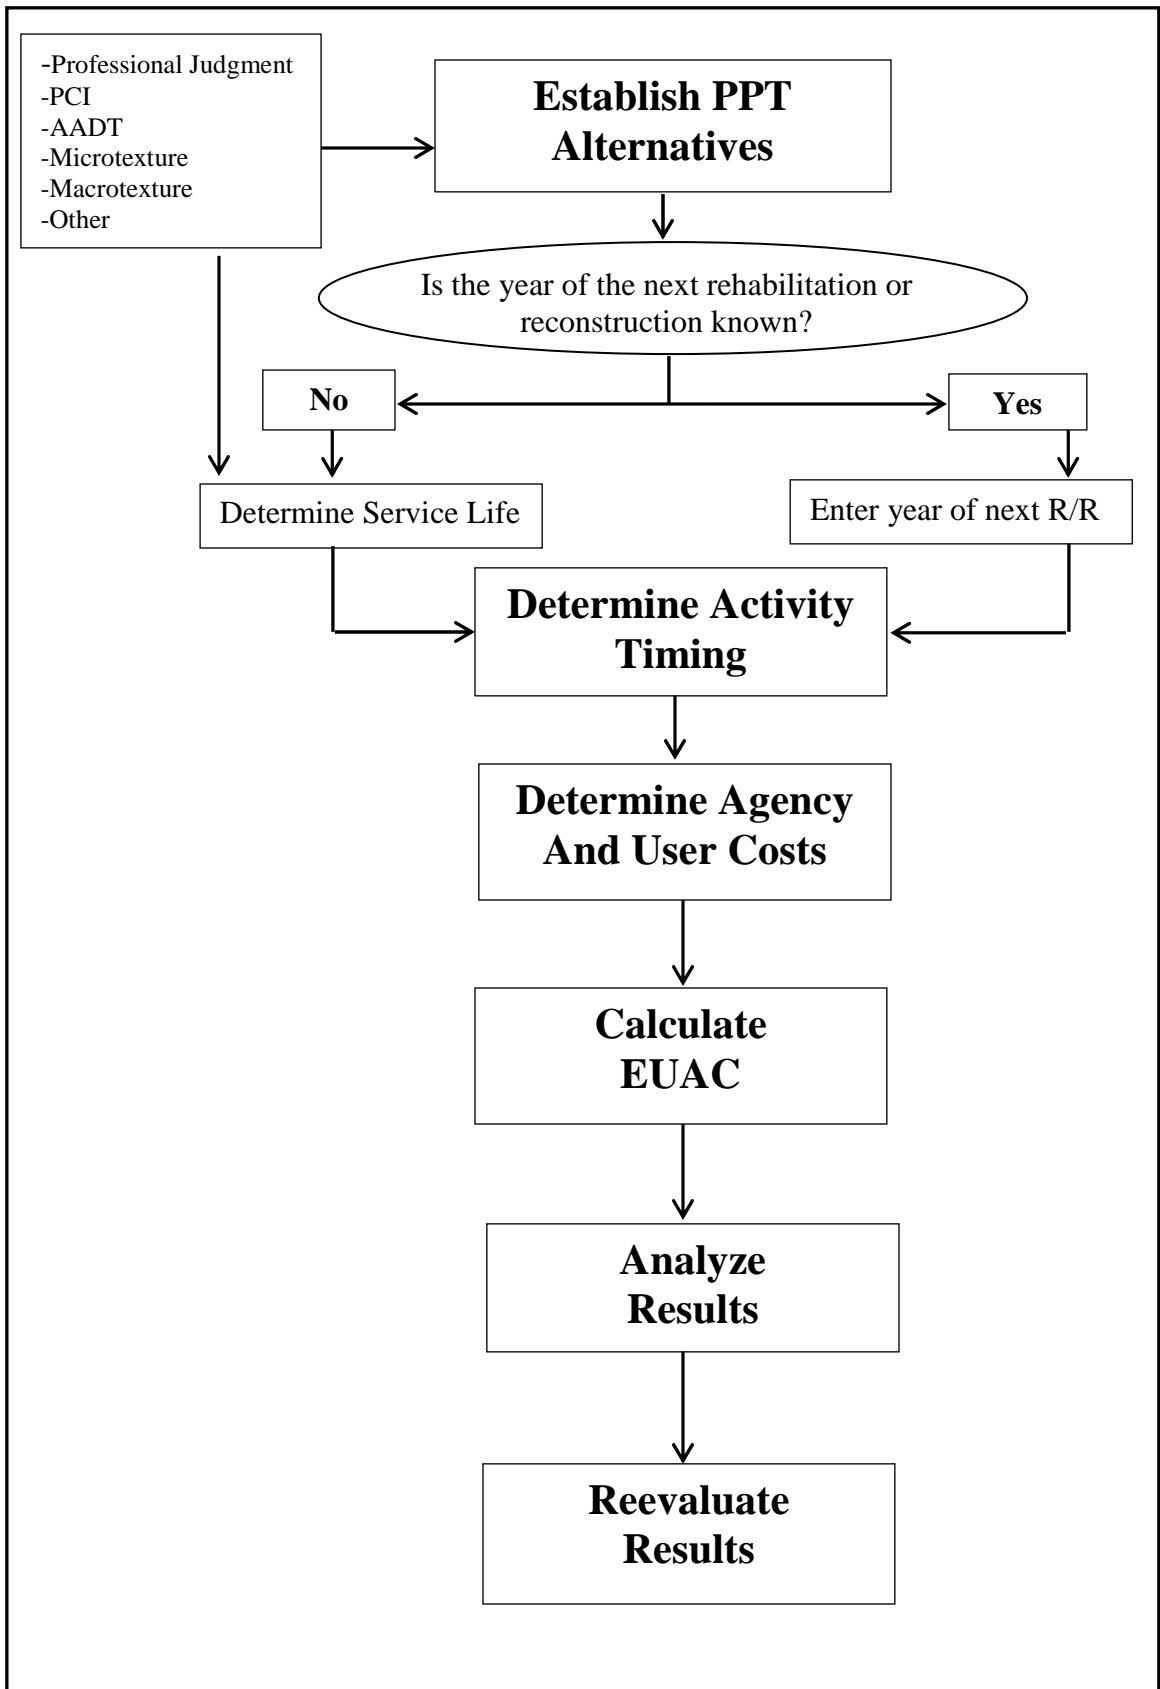 -Professional Judgment
-PCI
-AADT
-Microtexture
-Macrotexture
-Other
Establish PPT
Alternatives
Is the year of the next rehabilitation or
reconstruction known?
No
Yes
Determine Service Life
Enter year of next R/R
Determine Activity
Timing
Determine Agency
And User Costs
Calculate
EUAC
Analyze
Results
Reevaluate
Results